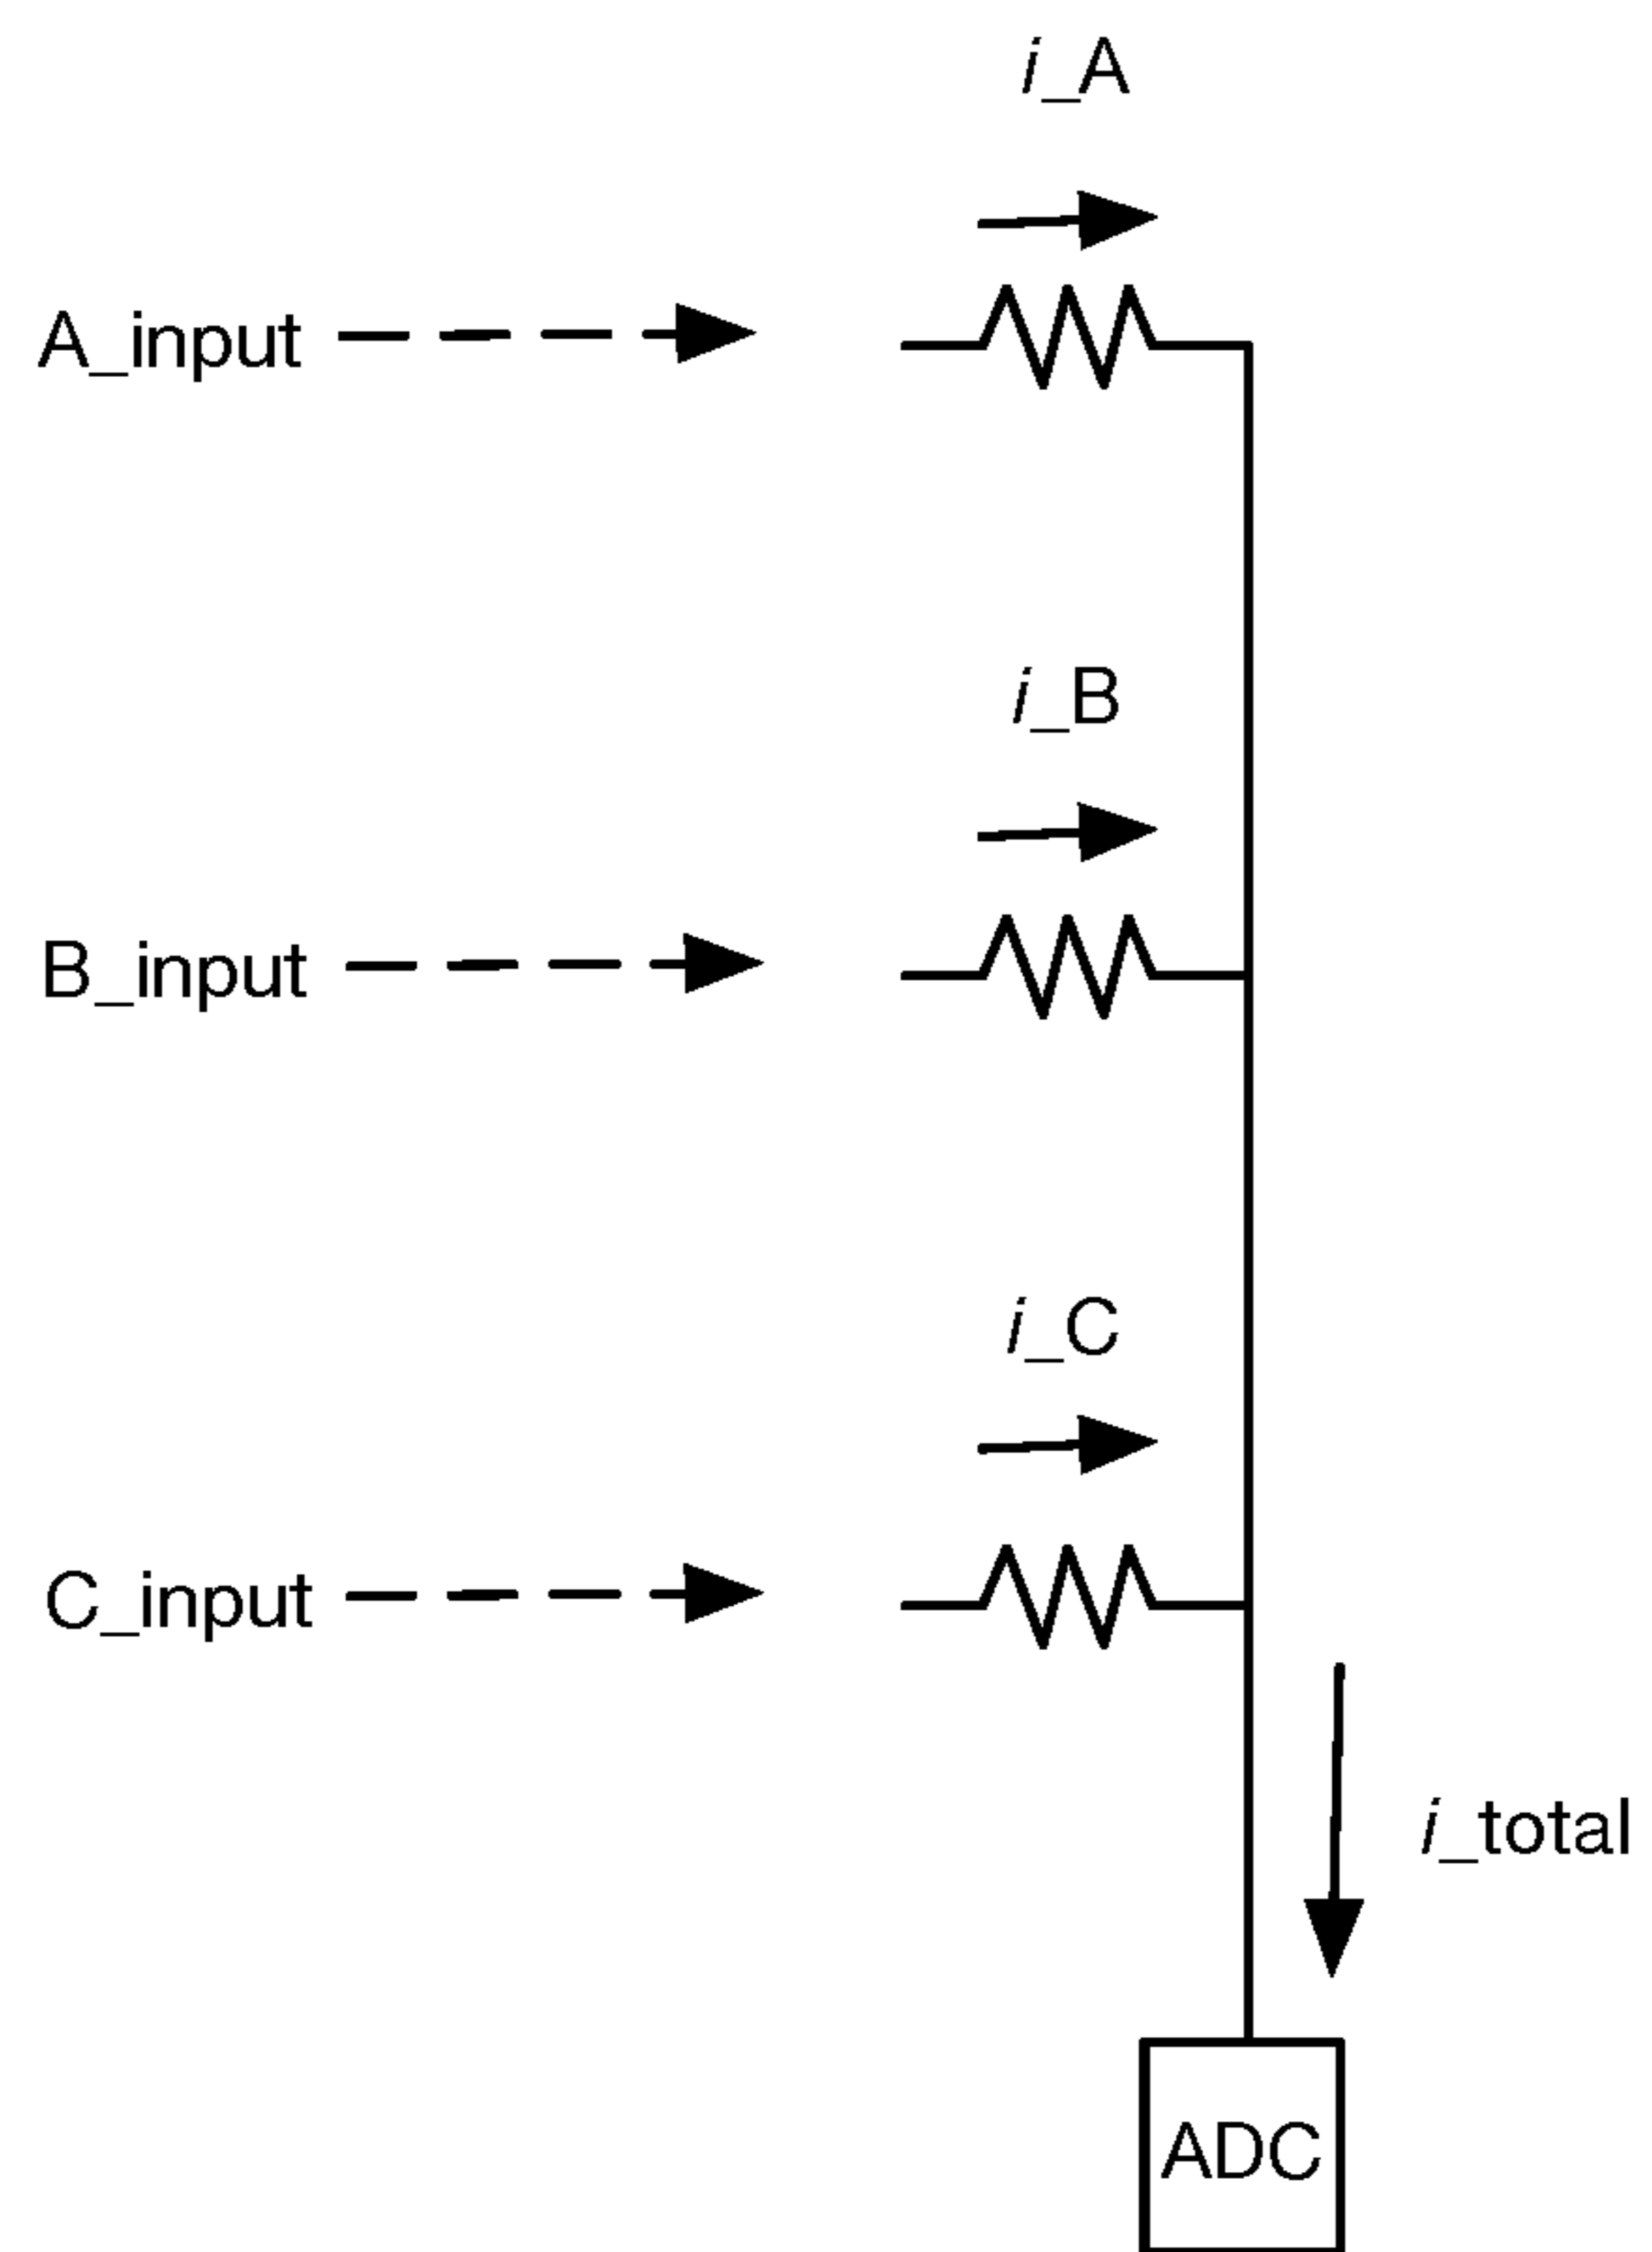 i_A
A_input
i_B
B_input
i_C
C_input
i_total
ADC